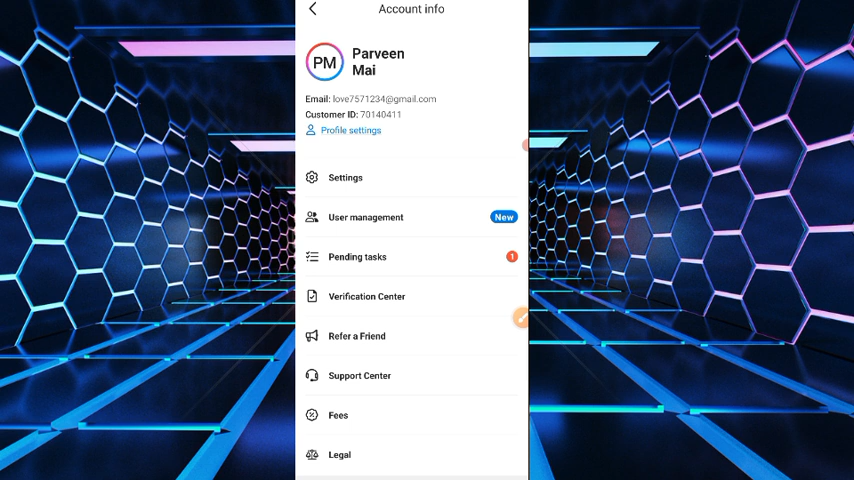 Account info
PM
Parveen
Mai
Email: love7571234@gmail.com
Customer ID: 70140411
Profile settings
Settings
User management New
Pending tasks 1
Verification Center
Refer a Friend
Support Center
Fees
Legal